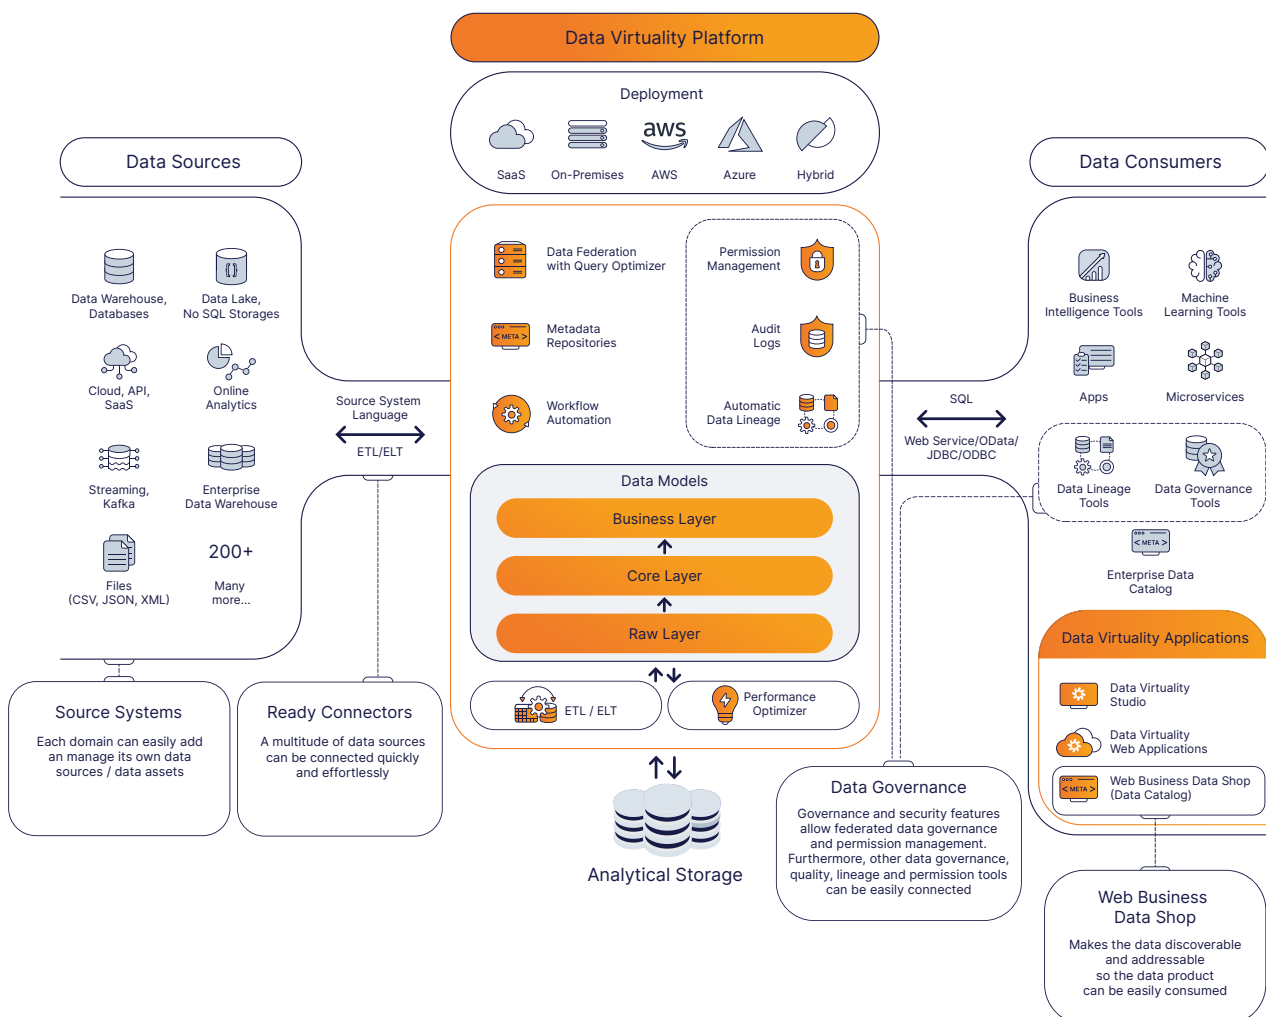 Data Virtuality Platform
Deployment
aws
SaaS
On-Premises
AWS
Azure
Hybrid
Data Sources
Data Warehouse,
Databases
Data Lake,
No SQL Storages
Cloud, API,
SaaS
Online
Analytics
Streaming,
Kafka
Enterprise
Data Warehouse
Files
(CSV, JSON, XML)
200+
Many
more...
Source System
Language
ETL/ELT
Data Federation
with Query Optimizer
< META >
Metadata
Repositories
Workflow
Automation
Permission
Management
Audit
Logs
Automatic
Data Lineage
Data Models
Business Layer
Core Layer
Raw Layer
ETL / ELT
Performance
Optimizer
Analytical Storage
SQL
Web Service/OData/
JDBC/ODBC
Data Consumers
Business
Intelligence Tools
Machine
Learning Tools
Apps
Microservices
Data Lineage
Tools
Data Governance
Tools
< META >
Enterprise Data
Catalog
Data Virtuality Applications
Data Virtuality
Studio
Data Virtuality
Web Applications
< META >
Web Business Data Shop
(Data Catalog)
Source Systems
Each domain can easily add
an manage its own data
sources / data assets
Ready Connectors
A multitude of data sources
can be connected quickly
and effortlessly
Data Governance
Governance and security features
allow federated data governance
and permission management.
Furthermore, other data governance,
quality, lineage and permission tools
can be easily connected
Web Business
Data Shop
Makes the data discoverable
and addressable
so the data product
can be easily consumed